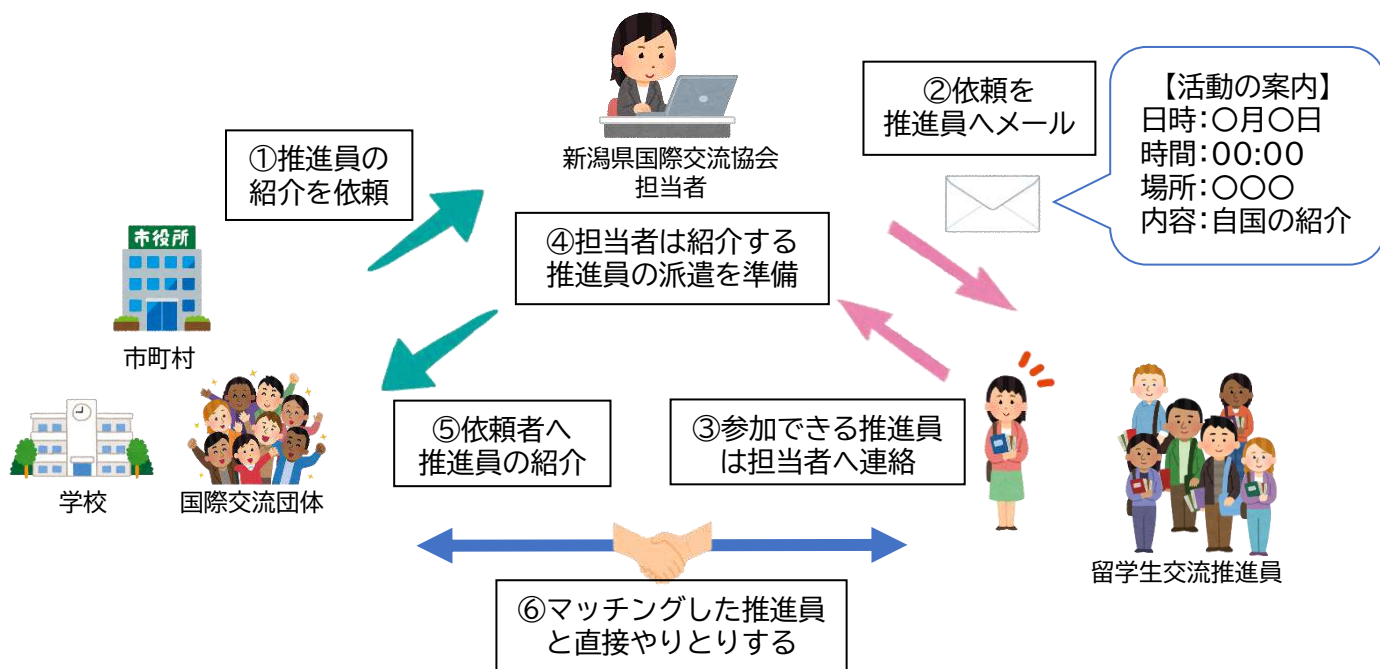 新潟県国際交流協会
担当者
①推進員の
紹介を依頼
②依頼を
推進員へメール
【活動の案内】
日時：〇月〇日
時間：00:00
場所：〇〇〇
内容：自国の紹介
④担当者は紹介する
推進員の派遣を準備
市役所
市町村
学校
国際交流団体
⑤依頼者へ
推進員の紹介
③参加できる推進員
は担当者へ連絡
留学生交流推進員
⑥マッチングした推進員
と直接やりとりする